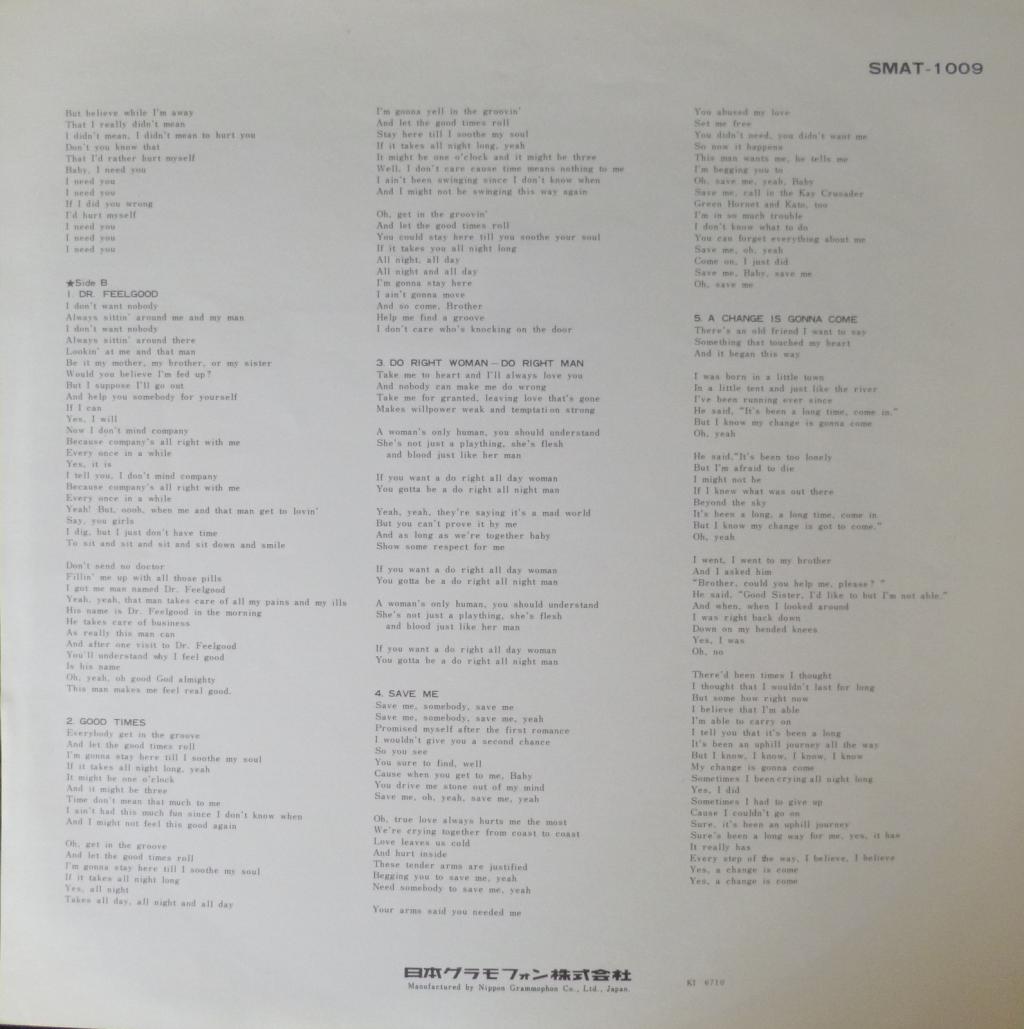 SMAT-1009
But believe while I'm away
That I really didn't mean
I didn't mean, I didn't mean to hurt you
Don't you know that
That I'd rather hurt myself
Baby, I need you
I need you
I need you
If I did you wrong
I'd hurt myself
I need you
I need you
I need you
★Side B
1. DR. FEELGOOD
I don't want nobody
Always sittin' around me and my man
I don't want nobody
Always sittin' around there
Lookin' at me and that man
Be it my mother, my brother, or my sister
Would you believe I'm fed up?
But I suppose I'll go out
And help you somebody for yourself
If I can
Yes, I will
Now I don't mind company
Because company's all right with me
Every once in a while
Yes, it is
I tell you, I don't mind company
Because company's all right with me
Every once in a while
Yeah! But, oooh, when me and that man get to lovin'
Say, you girls
I dig, but I just don't have time
To sit and sit and sit and sit down and smile
Don't send no doctor
Fillin' me up with all those pills
I got me man named Dr. Feelgood
Yeah, yeah, that man takes care of all my pains and my ills
His name is Dr. Feelgood in the morning
He takes care of business
As really this man can
And after one visit to Dr. Feelgood
You'll understand why I feel good
Is his name
Oh, yeah, oh good God almighty
This man makes me feel real good.
2. GOOD TIMES
Everybody get in the groove
And let the good times roll
I'm gonna stay here till I soothe my soul
If it takes all night long, yeah
It might be one o'clock
And it might be three
Time don't mean that much to me
I ain't had this much fun since I don't know when
And I might not feel this good again
Oh, get in the groove
And let the good times roll
I'm gonna stay here till I soothe my soul
If it takes all night long
Yes, all night
Takes all day, all night and all day
I'm gonna yell in the groovin'
And let the good times roll
Stay here till I soothe my soul
If it takes all night long, yeah
It might be one o'clock and it might be three
Well, I don't care cause time means nothing to me
I ain't been swinging since I don't know when
And I might not be swinging this way again
Oh, get in the groovin'
And let the good times roll
You could stay here till you soothe your soul
If it takes you all night long
All night, all day
All night and all day
I'm gonna stay here
I ain't gonna move
And so come, Brother
Help me find a groove
I don't care who's knocking on the door
3. DO RIGHT WOMAN—DO RIGHT MAN
Take me to heart and I'll always love you
And nobody can make me do wrong
Take me for granted, leaving love that's gone
Makes willpower weak and temptation strong
A woman's only human, you should understand
She's not just a plaything, she's flesh
and blood just like her man
If you want a do right all day woman
You gotta be a do right all night man
Yeah, yeah, they're saying it's a mad world
But you can't prove it by me
And as long as we're together baby
Show some respect for me
If you want a do right all day woman
You gotta be a do right all night man
A woman's only human, you should understand
She's not just a plaything, she's flesh
and blood just like her man
If you want a do right all day woman
You gotta be a do right all night man
4. SAVE ME
Save me, somebody, save me
Save me, somebody, save me, yeah
Promised myself after the first romance
I wouldn't give you a second chance
So you see
You sure to find, well
Cause when you get to me, Baby
You drive me stone out of my mind
Save me, oh, yeah, save me, yeah
Oh, true love always hurts me the most
We're crying together from coast to coast
Love leaves us cold
And hurt inside
These tender arms are justified
Begging you to save me, yeah
Need somebody to save me, yeah
Your arms said you needed me
You abused my love
Set me free
You didn't need, you didn't want me
So now it happens
This man wants me, he tells me
I'm begging you to
Oh, save me, yeah, Baby
Save me, call in the Kay Crusader
Green Hornet and Kato, too
I'm in so much trouble
I don't know what to do
You can forget everything about me
Save me, oh, yeah
Come on, I just did
Save me, Baby, save me
Oh, save me
5. A CHANGE IS GONNA COME
There's an old friend I want to say
Something that touched my heart
And it began this way
I was born in a little town
In a little tent and just like the river
I've been running ever since
He said, "It's been a long time, come in."
But I know my change is gonna come
Oh, yeah
He said,"It's been too lonely
But I'm afraid to die
I might not be
If I knew what was out there
Beyond the sky
It's been a long, a long time, come in
But I know my change is got to come."
Oh, yeah
I went, I went to my brother
And I asked him
"Brother, could you help me, please? "
He said, "Good Sister, I'd like to but I'm not able."
And when, when I looked around
I was right back down
Down on my bended knees
Yes, I was
Oh, no
There'd been times I thought
I thought that I wouldn't last for long
But some how right now
I believe that I'm able
I'm able to carry on
I tell you that it's been a long
It's been an uphill journey all the way
But I know, I know, I know, I know
My change is gonna come
Sometimes I been crying all night long
Yes, I did
Sometimes I had to give up
Cause I couldn't go on
Sure, it's been an uphill journey
Sure's been a long way for me, yes, it has
It really has
Every step of the way, I believe, I believe
Yes, a change is come
Yes, a change is come
日本グラモフォン株式会社
Manufactured by Nippon Grammophon Co., Ltd., Japan.
KI 6710